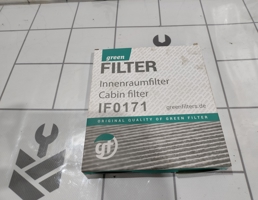 green
FILTER
Innenraumfilter
Cabin filter
IF0171 greenfilters.de
ORIGINAL QUALITY OF GREEN FILTER
gf